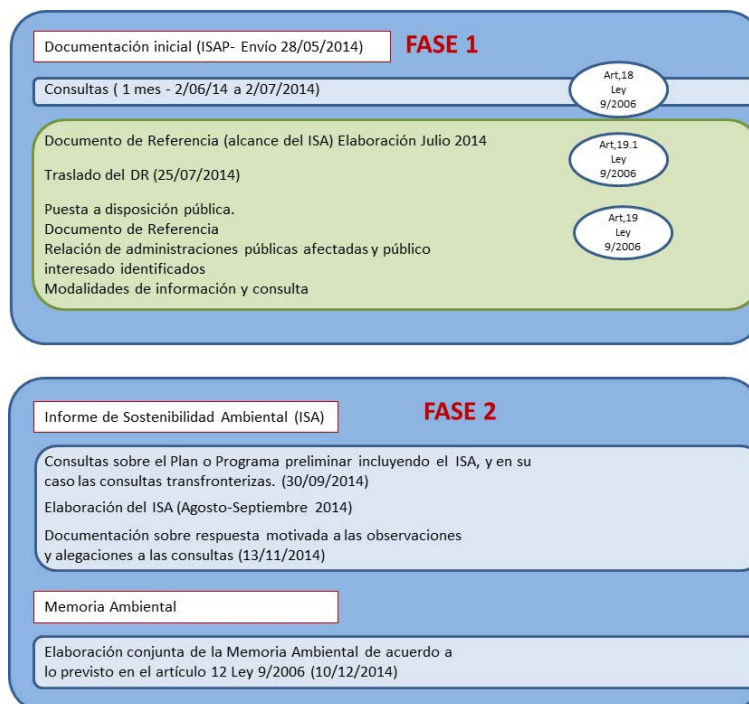 Documentación inicial (ISAP- Envío 28/05/2014)
FASE 1
Consultas ( 1 mes - 2/06/14 a 2/07/2014)
Art,18
Ley
9/2006
Documento de Referencia (alcance del ISA) Elaboración Julio 2014
Art,19.1
Ley
9/2006
Traslado del DR (25/07/2014)
Puesta a disposición pública.
Documento de Referencia
Relación de administraciones públicas afectadas y público
interesado identificados
Modalidades de información y consulta
Art,19
Ley
9/2006
Informe de Sostenibilidad Ambiental (ISA)
FASE 2
Consultas sobre el Plan o Programa preliminar incluyendo el ISA, y en su
caso las consultas transfronterizas. (30/09/2014)
Elaboración del ISA (Agosto-Septiembre 2014)
Documentación sobre respuesta motivada a las observaciones
y alegaciones a las consultas (13/11/2014)
Memoria Ambiental
Elaboración conjunta de la Memoria Ambiental de acuerdo a
lo previsto en el artículo 12 Ley 9/2006 (10/12/2014)